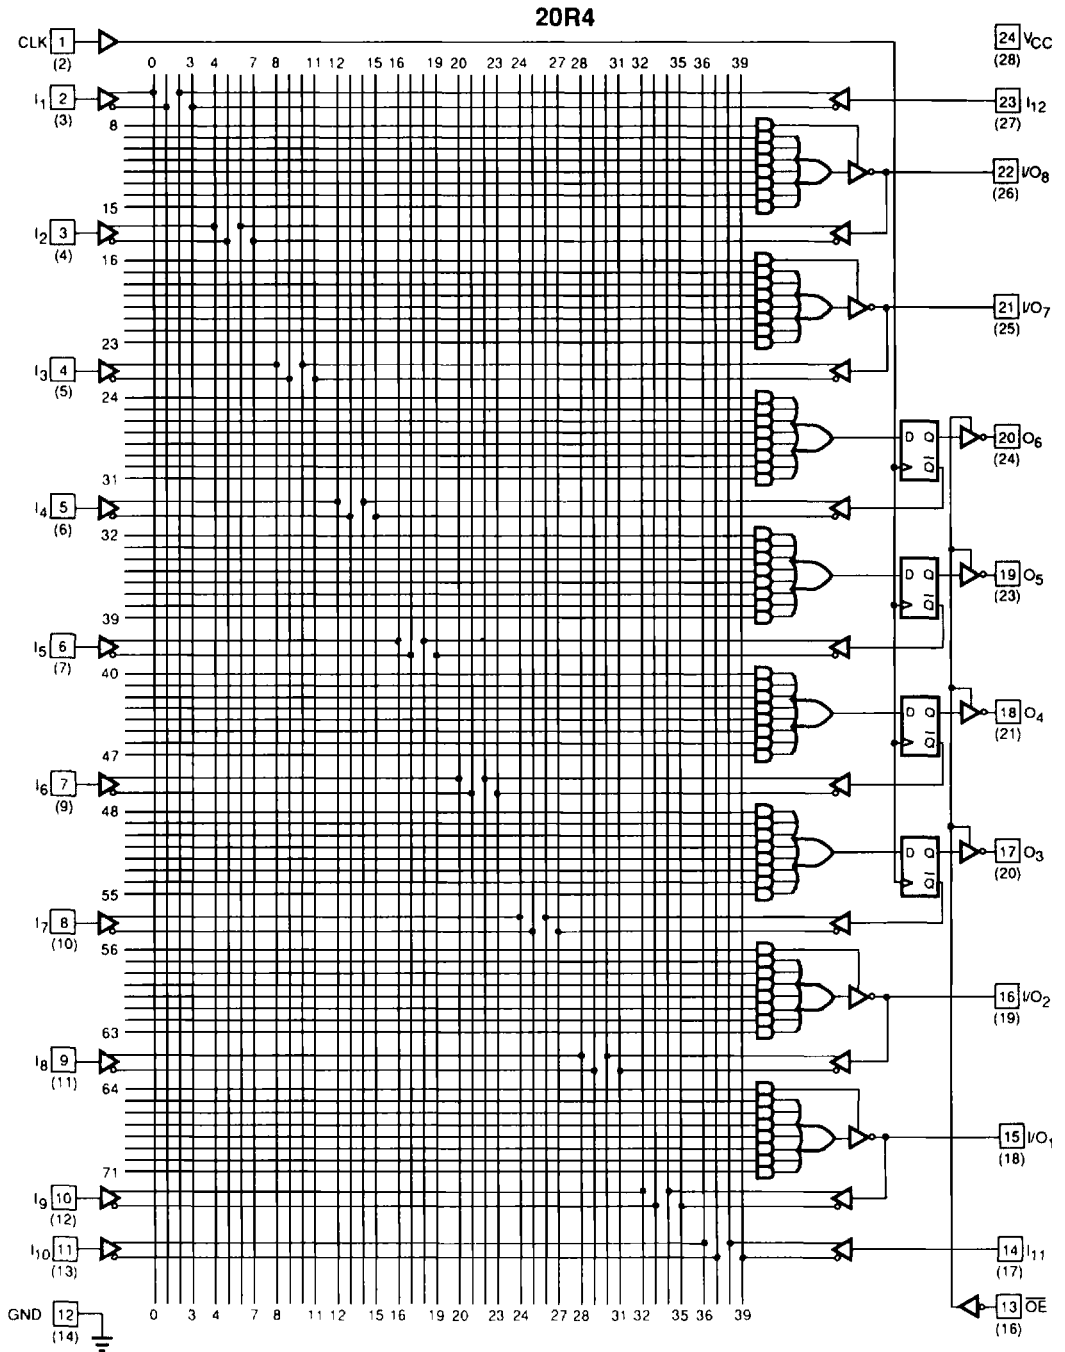 20R4
CLK 1 (2)
24 VCC (28)
0 3 4 7 8 11 12 15 16 19 20 23 24 27 28 31 32 35 36 39
I1 2 (3)
23 I12 (27)
8
22 I/O8 (26)
15
I2 3 (4)
16
21 I/O7 (25)
23
I3 4 (5)
24
D Q Q
20 O6 (24)
31
I4 5 (6)
32
D Q Q
19 O5 (23)
39
I5 6 (7)
40
D Q Q
18 O4 (21)
47
I6 7 (9)
48
D Q Q
17 O3 (20)
55
I7 8 (10)
56
16 I/O2 (19)
63
I8 9 (11)
64
15 I/O1 (18)
71
I9 10 (12)
I10 11 (13)
14 I11 (17)
0 3 4 7 8 11 12 15 16 19 20 23 24 27 28 31 32 35 36 39
GND 12 (14)
13 OE (16)